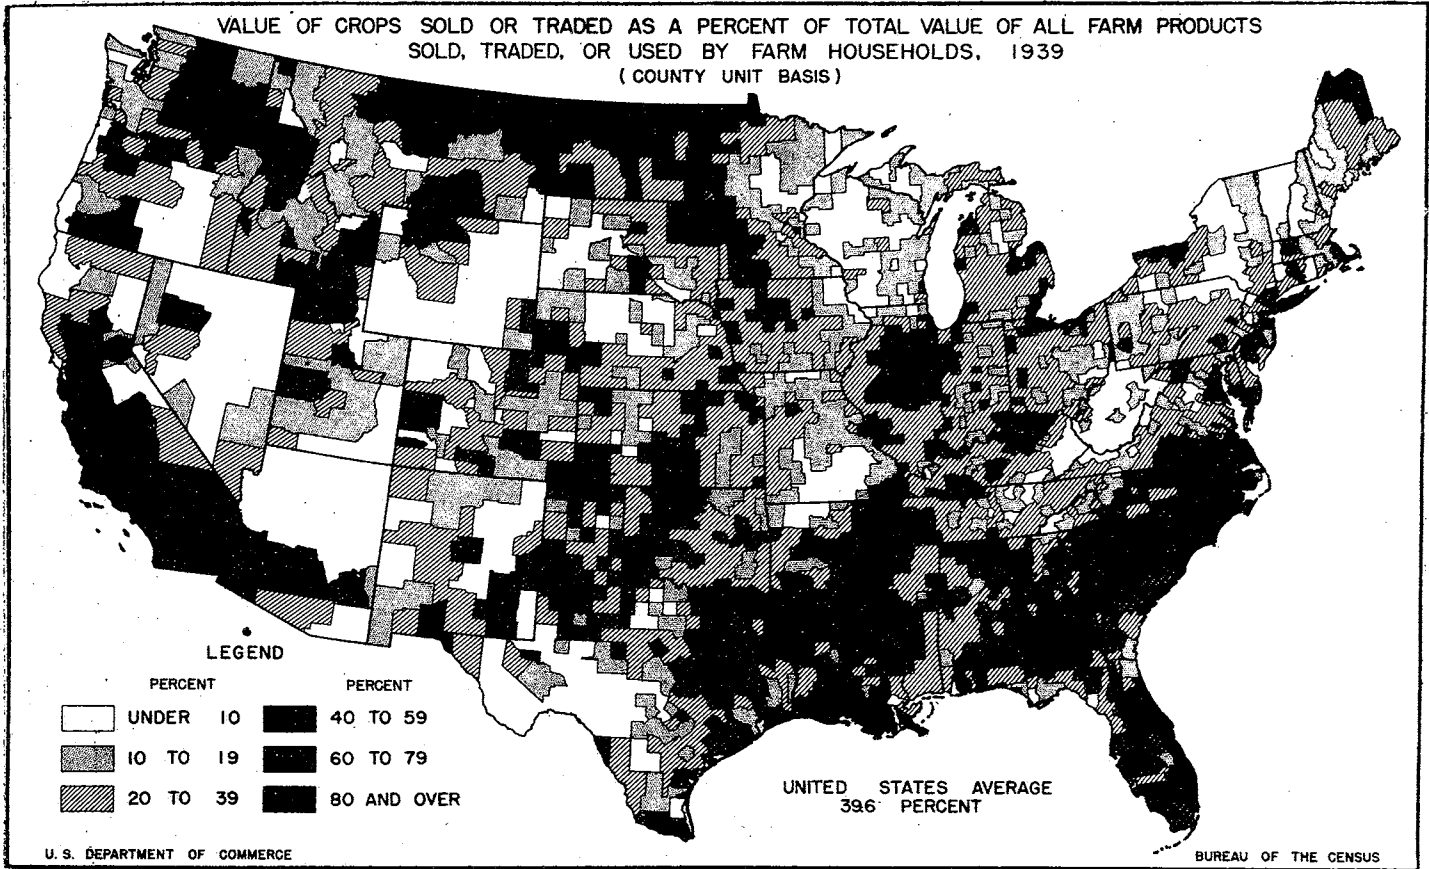 VALUE OF CROPS SOLD OR TRADED AS A PERCENT OF TOTAL VALUE OF ALL FARM PRODUCTS
SOLD, TRADED, OR USED BY FARM HOUSEHOLDS, 1939
(COUNTY UNIT BASIS)
LEGEND
PERCENT PERCENT
UNDER 10 40 TO 59
10 TO 19 60 TO 79
20 TO 39 80 AND OVER
UNITED STATES AVERAGE
39.6 PERCENT
U. S. DEPARTMENT OF COMMERCE
BUREAU OF THE CENSUS